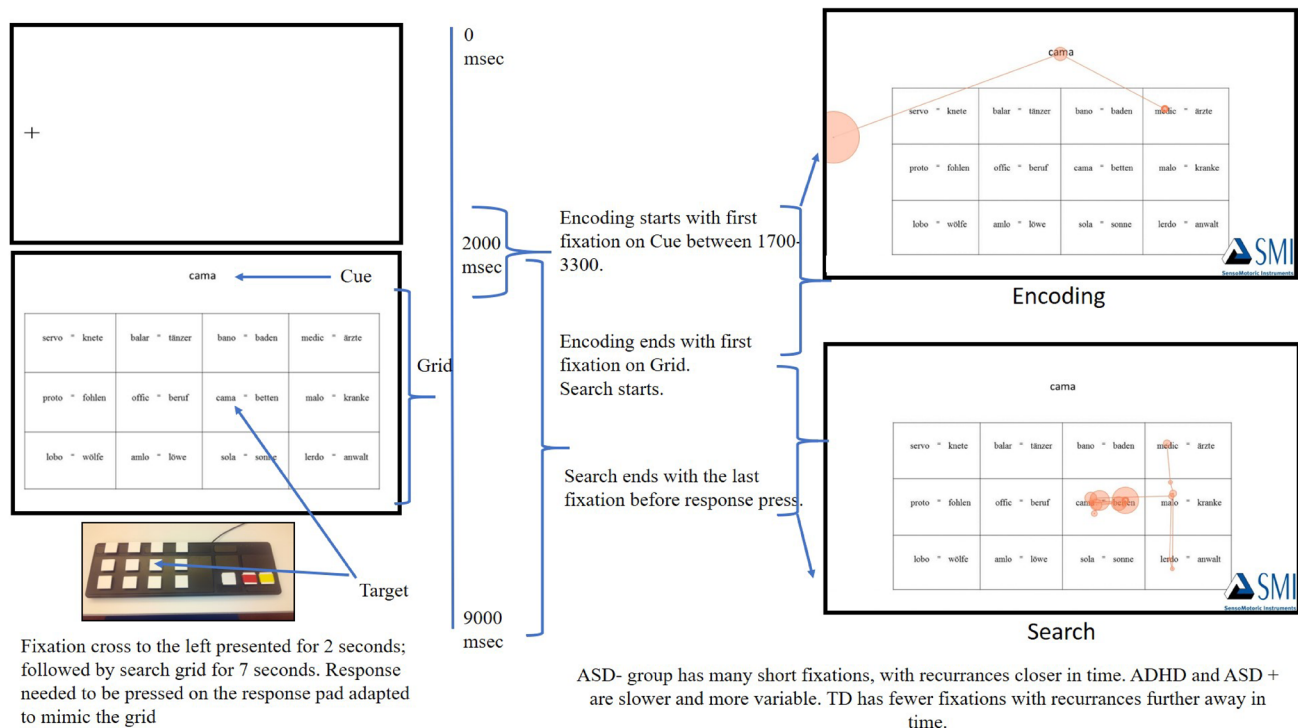 0
msec
2000
msec
9000
msec
cama
Cue
servo = knete balar = tänzer bano = baden medic = ärzte
proto = fohlen offic = beruf cama = betten malo = kranke
lobo = wölfe amlo = löwe sola = sonne lerdo = anwalt
Grid
Target
Fixation cross to the left presented for 2 seconds;
followed by search grid for 7 seconds. Response
needed to be pressed on the response pad adapted
to mimic the grid
Encoding starts with first
fixation on Cue between 1700-
3300.
Encoding ends with first
fixation on Grid.
Search starts.
Search ends with the last
fixation before response press.
cama
servo = knete balar = tänzer bano = baden medic = ärzte
proto = fohlen offic = beruf cama = betten malo = kranke
lobo = wölfe amlo = löwe sola = sonne lerdo = anwalt
SMI
SensoMotoric Instruments
Encoding
cama
servo = knete balar = tänzer bano = baden medic = ärzte
proto = fohlen offic = beruf cama = betten malo = kranke
lobo = wölfe amlo = löwe sola = sonne lerdo = anwalt
SMI
SensoMotoric Instruments
Search
ASD- group has many short fixations, with recurrances closer in time. ADHD and ASD +
are slower and more variable. TD has fewer fixations with recurrances further away in
time.